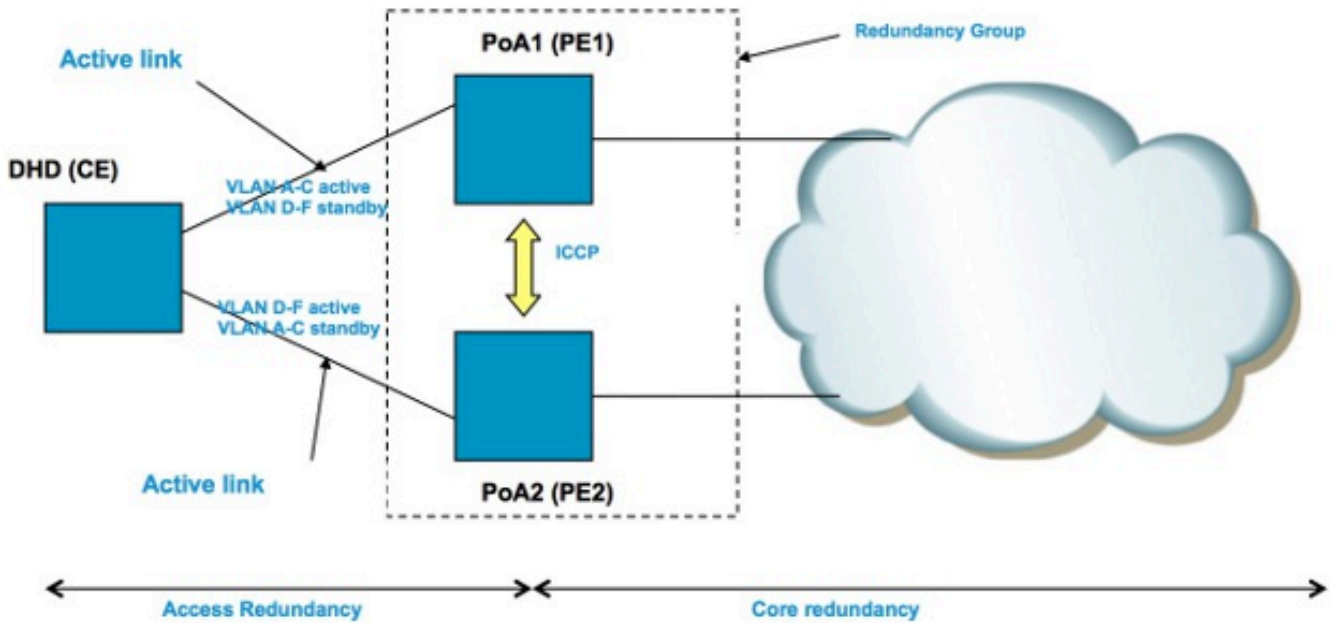 PoA1 (PE1)
Redundancy Group
Active link
DHD (CE)
VLAN A-C active
VLAN D-F standby
ICCP
VLAN D-F active
VLAN A-C standby
Active link
PoA2 (PE2)
Access Redundancy
Core redundancy